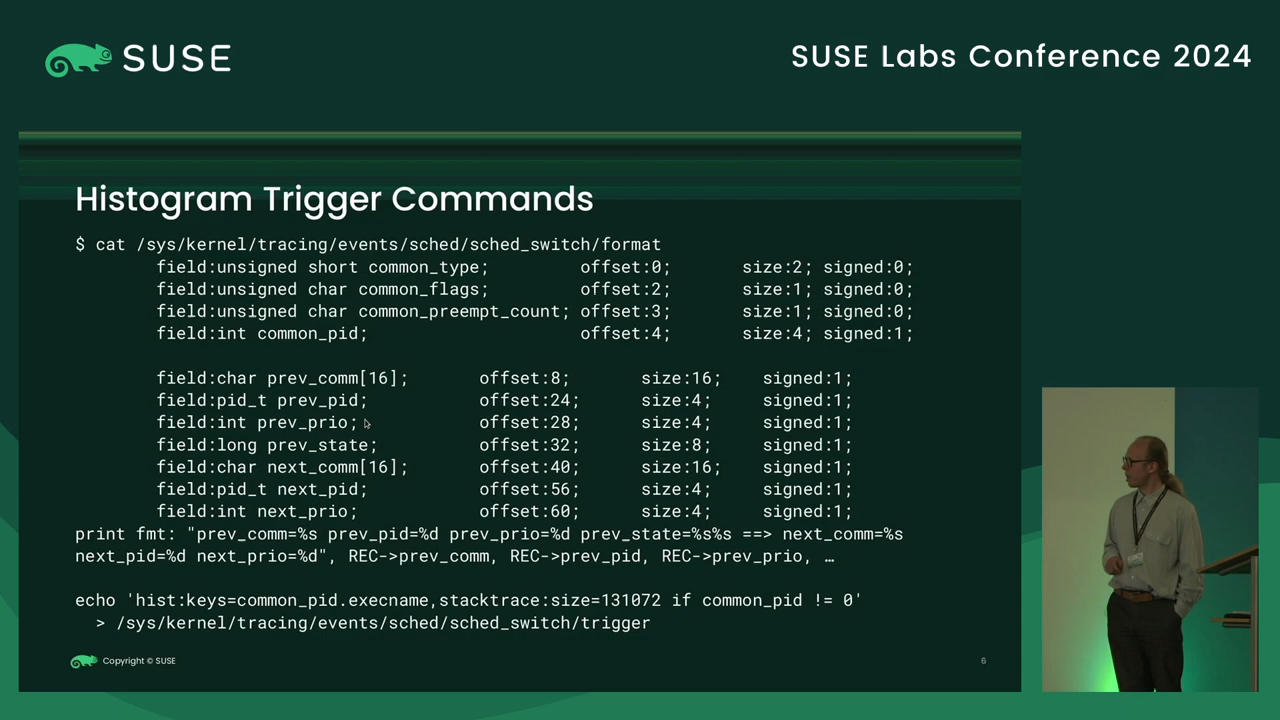 SUSE
SUSE Labs Conference 2024
Histogram Trigger Commands
$ cat /sys/kernel/tracing/events/sched/sched_switch/format
field:unsigned short common_type; offset:0; size:2; signed:0;
field:unsigned char common_flags; offset:2; size:1; signed:0;
field:unsigned char common_preempt_count; offset:3; size:1; signed:0;
field:int common_pid; offset:4; size:4; signed:1;
field:char prev_comm[16]; offset:8; size:16; signed:1;
field:pid_t prev_pid; offset:24; size:4; signed:1;
field:int prev_prio; offset:28; size:4; signed:1;
field:long prev_state; offset:32; size:8; signed:1;
field:char next_comm[16]; offset:40; size:16; signed:1;
field:pid_t next_pid; offset:56; size:4; signed:1;
field:int next_prio; offset:60; size:4; signed:1;
print fmt: "prev_comm=%s prev_pid=%d prev_prio=%d prev_state=%s%s ==> next_comm=%s
next_pid=%d next_prio=%d", REC->prev_comm, REC->prev_pid, REC->prev_prio, …
echo 'hist:keys=common_pid.execname,stacktrace:size=131072 if common_pid != 0'
> /sys/kernel/tracing/events/sched/sched_switch/trigger
Copyright © SUSE
6